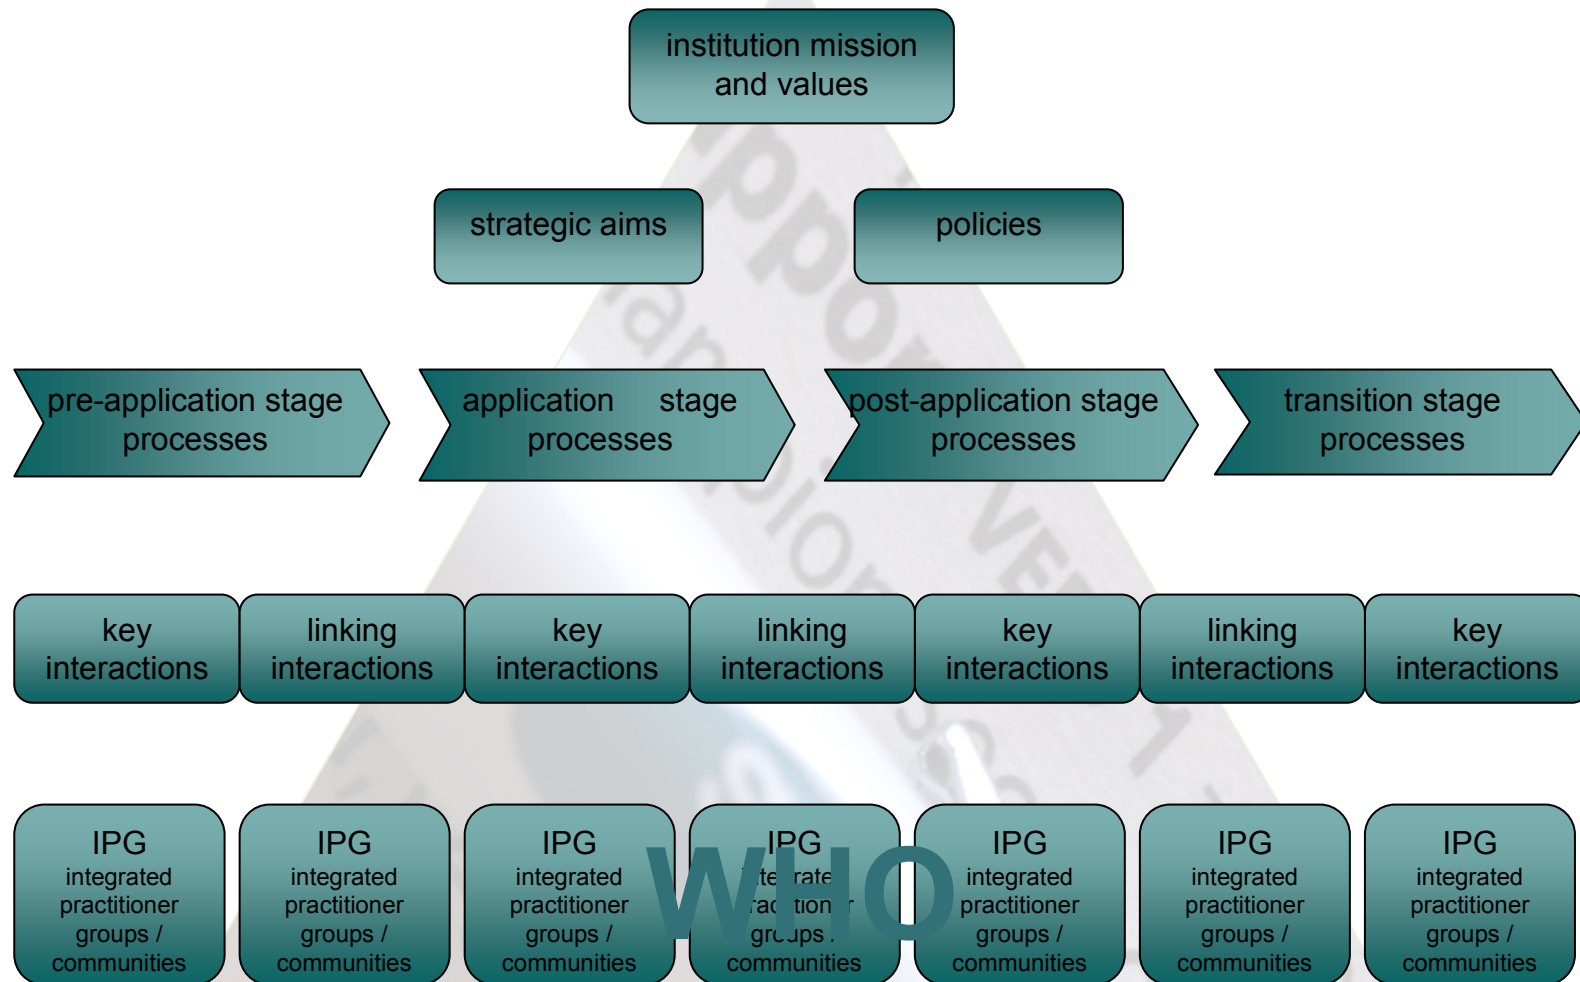 institution mission
and values
strategic aims
policies
pre-application stage
processes
application stage
processes
post-application stage
processes
transition stage
processes
key
interactions
linking
interactions
key
interactions
linking
interactions
key
interactions
linking
interactions
key
interactions
IPG
integrated
practitioner
groups /
communities
IPG
integrated
practitioner
groups /
communities
IPG
integrated
practitioner
groups /
communities
IPG
integrated
practitioner
groups /
communities
IPG
integrated
practitioner
groups /
communities
IPG
integrated
practitioner
groups /
communities
IPG
integrated
practitioner
groups /
communities
WHO